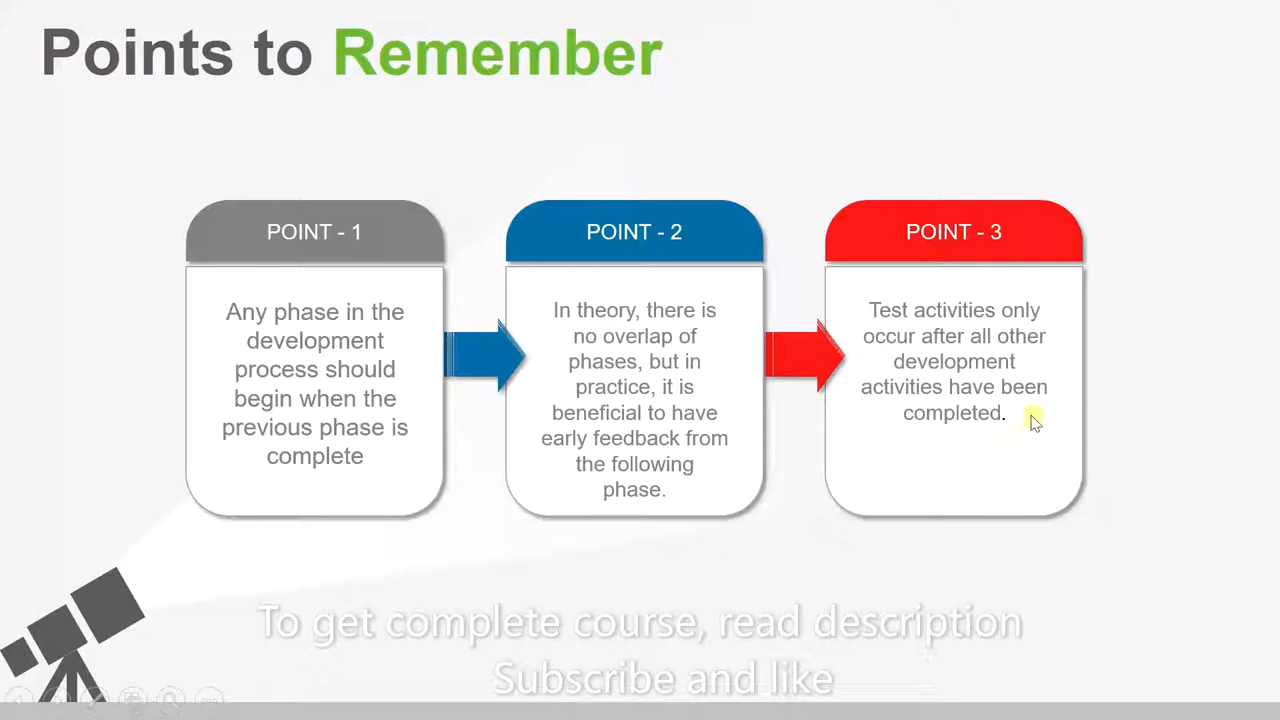 Points to Remember
POINT - 1
Any phase in the
development
process should
begin when the
previous phase is
complete
POINT - 2
In theory, there is
no overlap of
phases, but in
practice, it is
beneficial to have
early feedback from
the following
phase.
POINT - 3
Test activities only
occur after all other
development
activities have been
completed.
To get complete course, read description
Subscribe and like